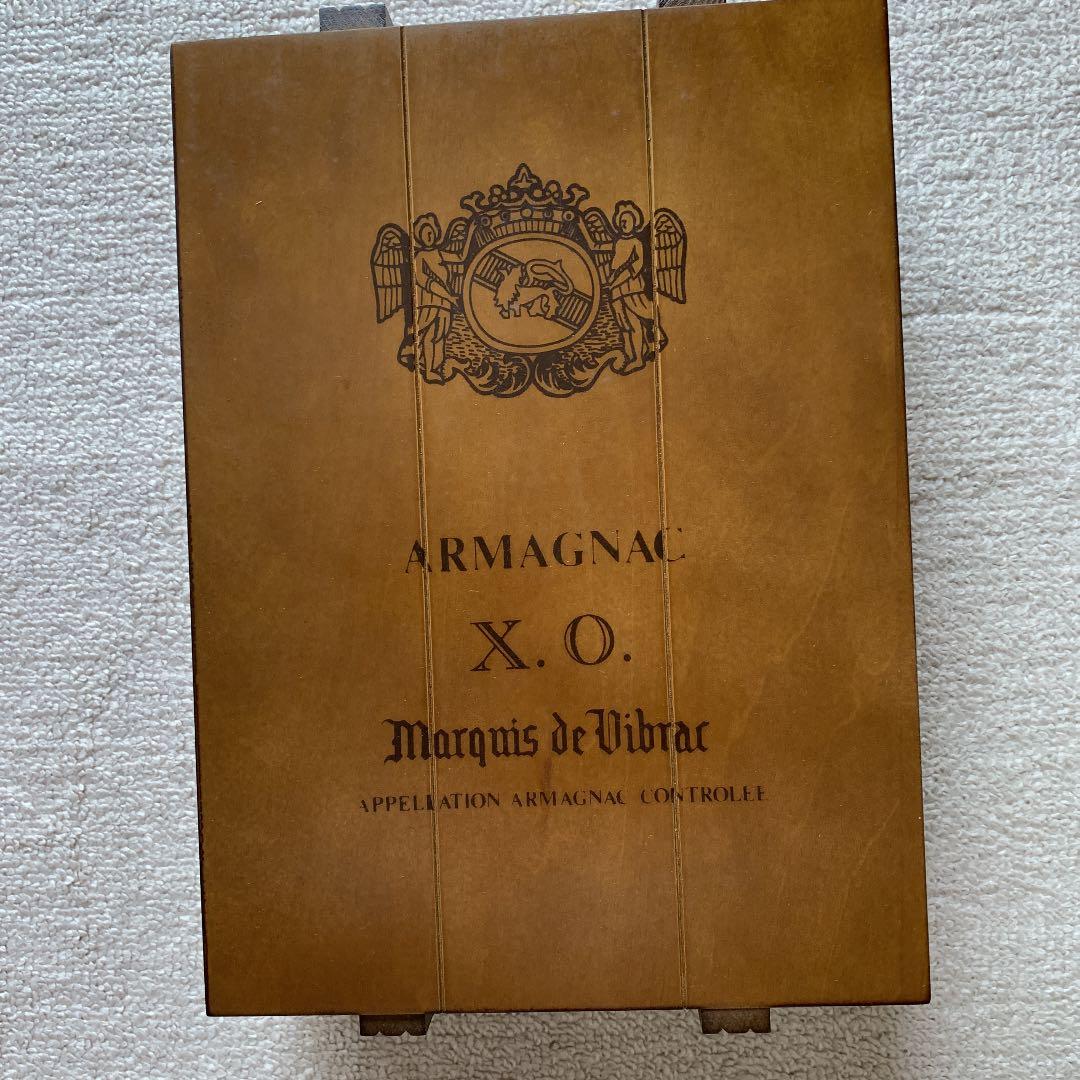 ARMAGNAC
X.O.
Marquis de Vibrac
APPELLATION ARMAGNAC CONTROLEE